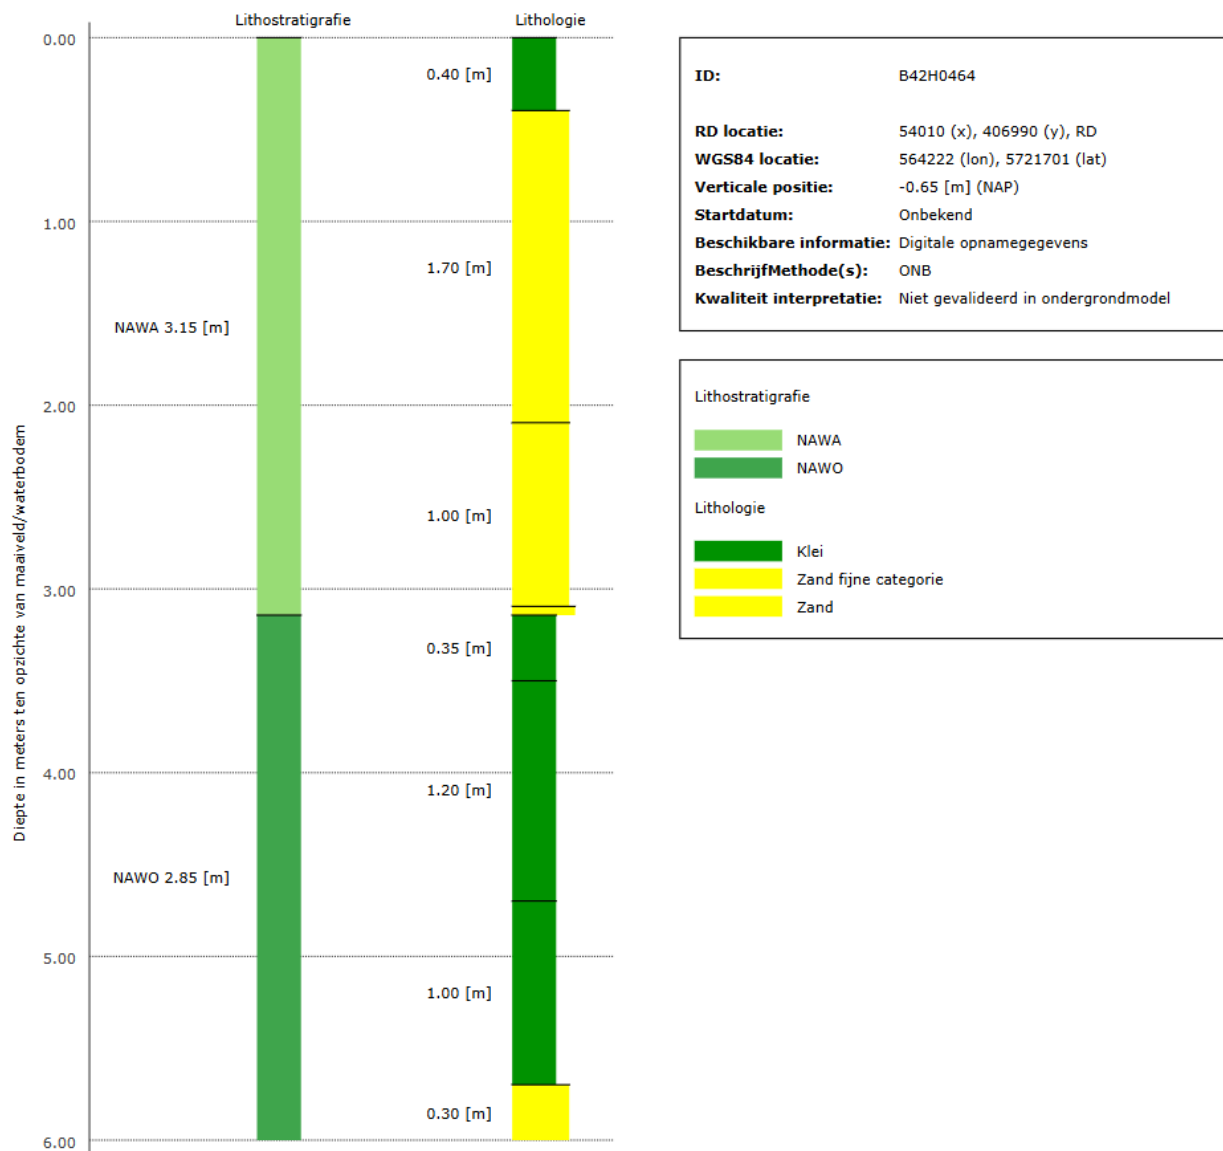 Lithostratigrafie
Lithologie
0.00
1.00
2.00
3.00
4.00
5.00
6.00
Diepte in meters ten opzichte van maaiveld/waterbodem
NAWA 3.15 [m]
NAWO 2.85 [m]
0.40 [m]
1.70 [m]
1.00 [m]
0.35 [m]
1.20 [m]
1.00 [m]
0.30 [m]
ID: B42H0464
RD locatie: 54010 (x), 406990 (y), RD
WGS84 locatie: 564222 (lon), 5721701 (lat)
Verticale positie: -0.65 [m] (NAP)
Startdatum: Onbekend
Beschikbare informatie: Digitale opnamegegevens
BeschrijfMethode(s): ONB
Kwaliteit interpretatie: Niet gevalideerd in ondergrondmodel
Lithostratigrafie
NAWA
NAWO
Lithologie
Klei
Zand fijne categorie
Zand